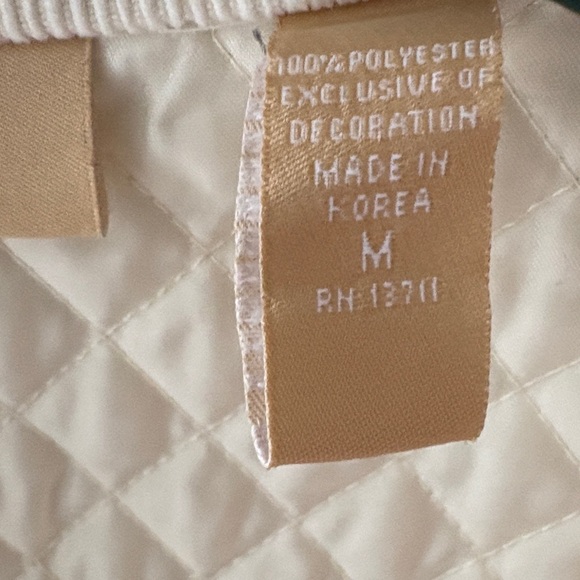 100% POLYESTER
EXCLUSIVE OF
DECORATION
MADE IN
KOREA
M
RN 13711